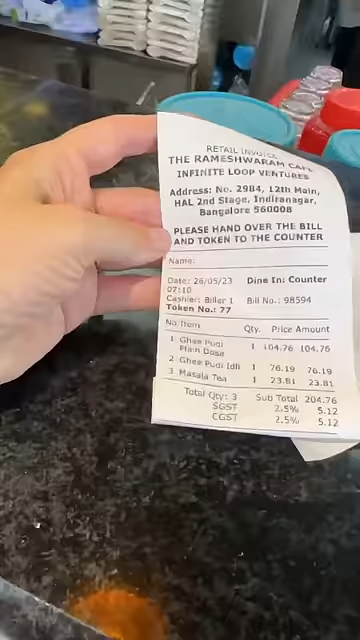 RETAIL INVOICE
THE RAMESHWARAM CAFE
INFINITE LOOP VENTURES
Address: No. 2984, 12th Main,
HAL 2nd Stage, Indiranagar,
Bangalore 560008
PLEASE HAND OVER THE BILL
AND TOKEN TO THE COUNTER
Name:
Date: 26/05/23 Dine In: Counter
07:10
Cashier: Biller 1 Bill No.: 98594
Token No.: 77
No.Item Qty. Price Amount
1 Ghee Pudi 1 104.76 104.76
Plain Dosa
2 Ghee Pudi Idli 1 76.19 76.19
3 Masala Tea 1 23.81 23.81
Total Qty: 3 Sub Total 204.76
SGST 2.5% 5.12
CGST 2.5% 5.12